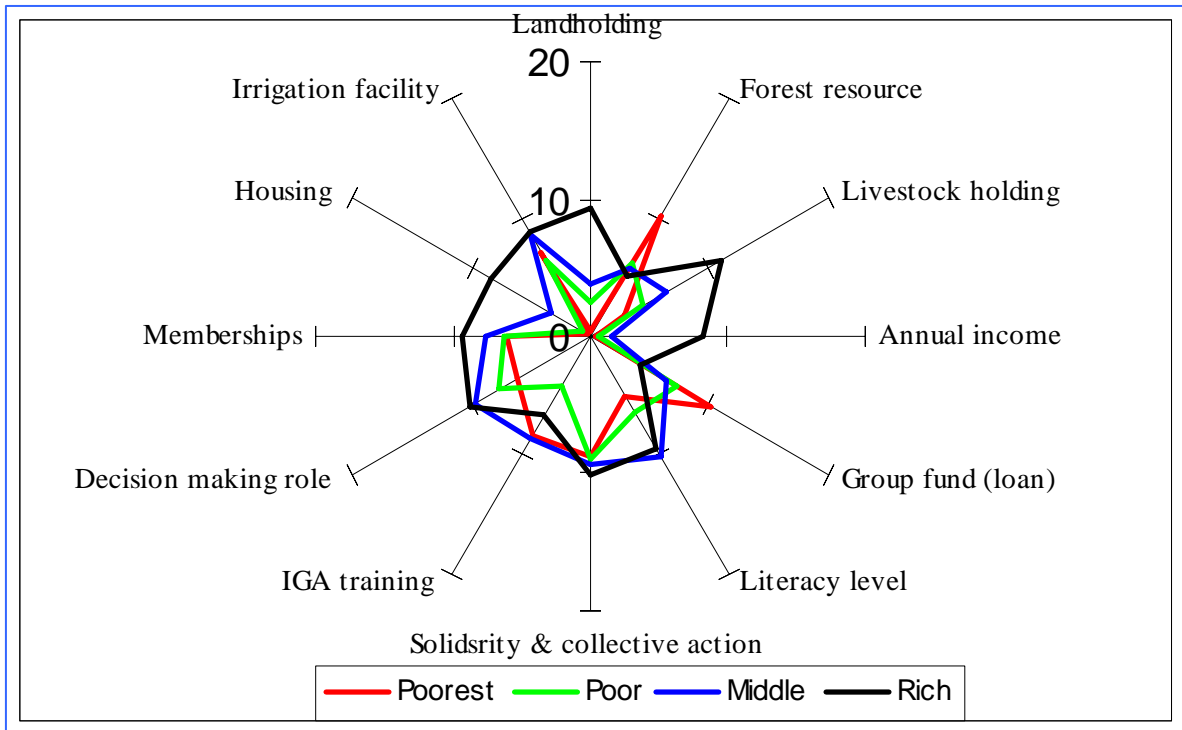 Landholding
20
Irrigation facility
Forest resource
Housing
10
Livestock holding
Memberships
0
Annual income
Decision making role
Group fund (loan)
IGA training
Literacy level
Solidsrity & collective action
Poorest Poor Middle Rich